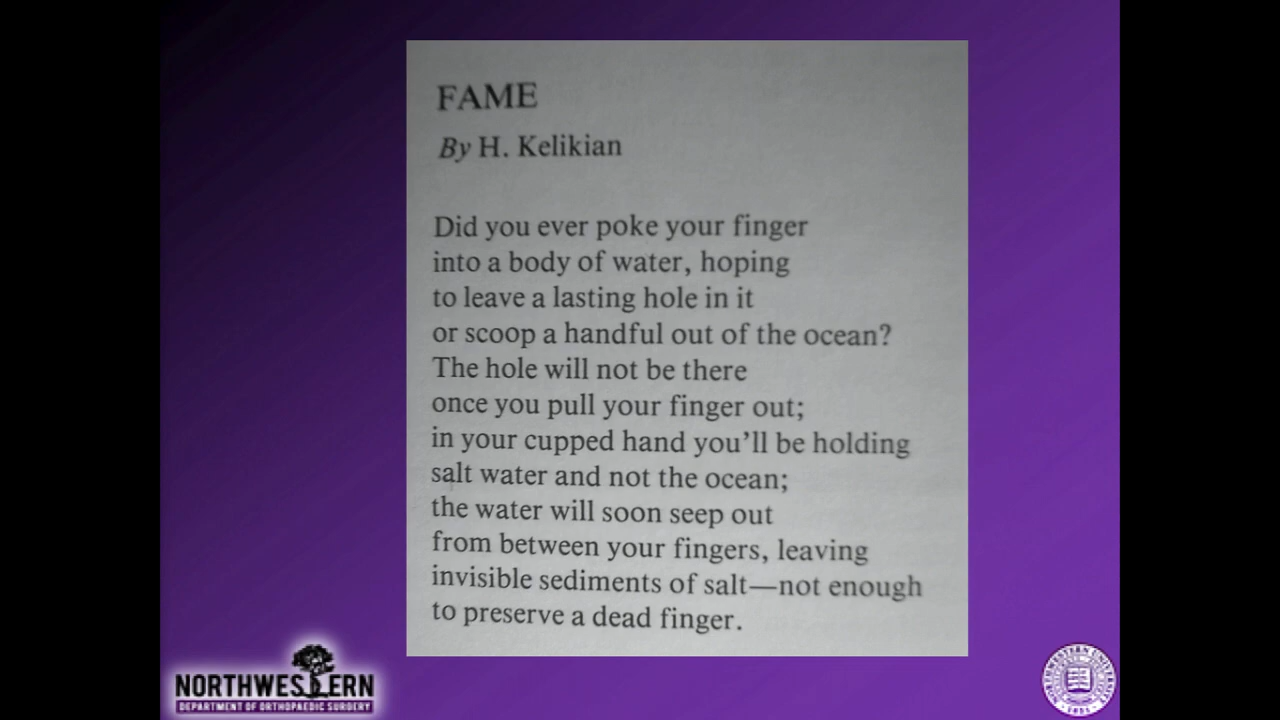 FAME
By H. Kelikian
Did you ever poke your finger
into a body of water, hoping
to leave a lasting hole in it
or scoop a handful out of the ocean?
The hole will not be there
once you pull your finger out;
in your cupped hand you'll be holding
salt water and not the ocean;
the water will soon seep out
from between your fingers, leaving
invisible sediments of salt—not enough
to preserve a dead finger.
NORTHWESTERN
DEPARTMENT OF ORTHOPAEDIC SURGERY
NORTHWESTERN UNIVERSITY
1851